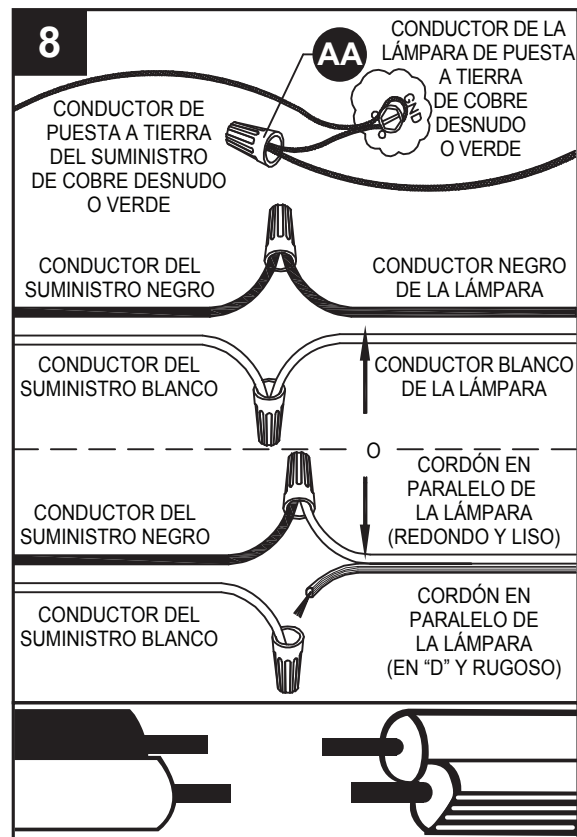 8
AA
CONDUCTOR DE LA
LÁMPARA DE PUESTA
A TIERRA
DE COBRE
DESNUDO
O VERDE
GND
CONDUCTOR DE
PUESTA A TIERRA
DEL SUMINISTRO
DE COBRE DESNUDO
O VERDE
CONDUCTOR DEL
SUMINISTRO NEGRO
CONDUCTOR NEGRO
DE LA LÁMPARA
CONDUCTOR DEL
SUMINISTRO BLANCO
CONDUCTOR BLANCO
DE LA LÁMPARA
O
CONDUCTOR DEL
SUMINISTRO NEGRO
CORDÓN EN
PARALELO DE
LA LÁMPARA
(REDONDO Y LISO)
CONDUCTOR DEL
SUMINISTRO BLANCO
CORDÓN EN
PARALELO DE
LA LÁMPARA
(EN “D” Y RUGOSO)